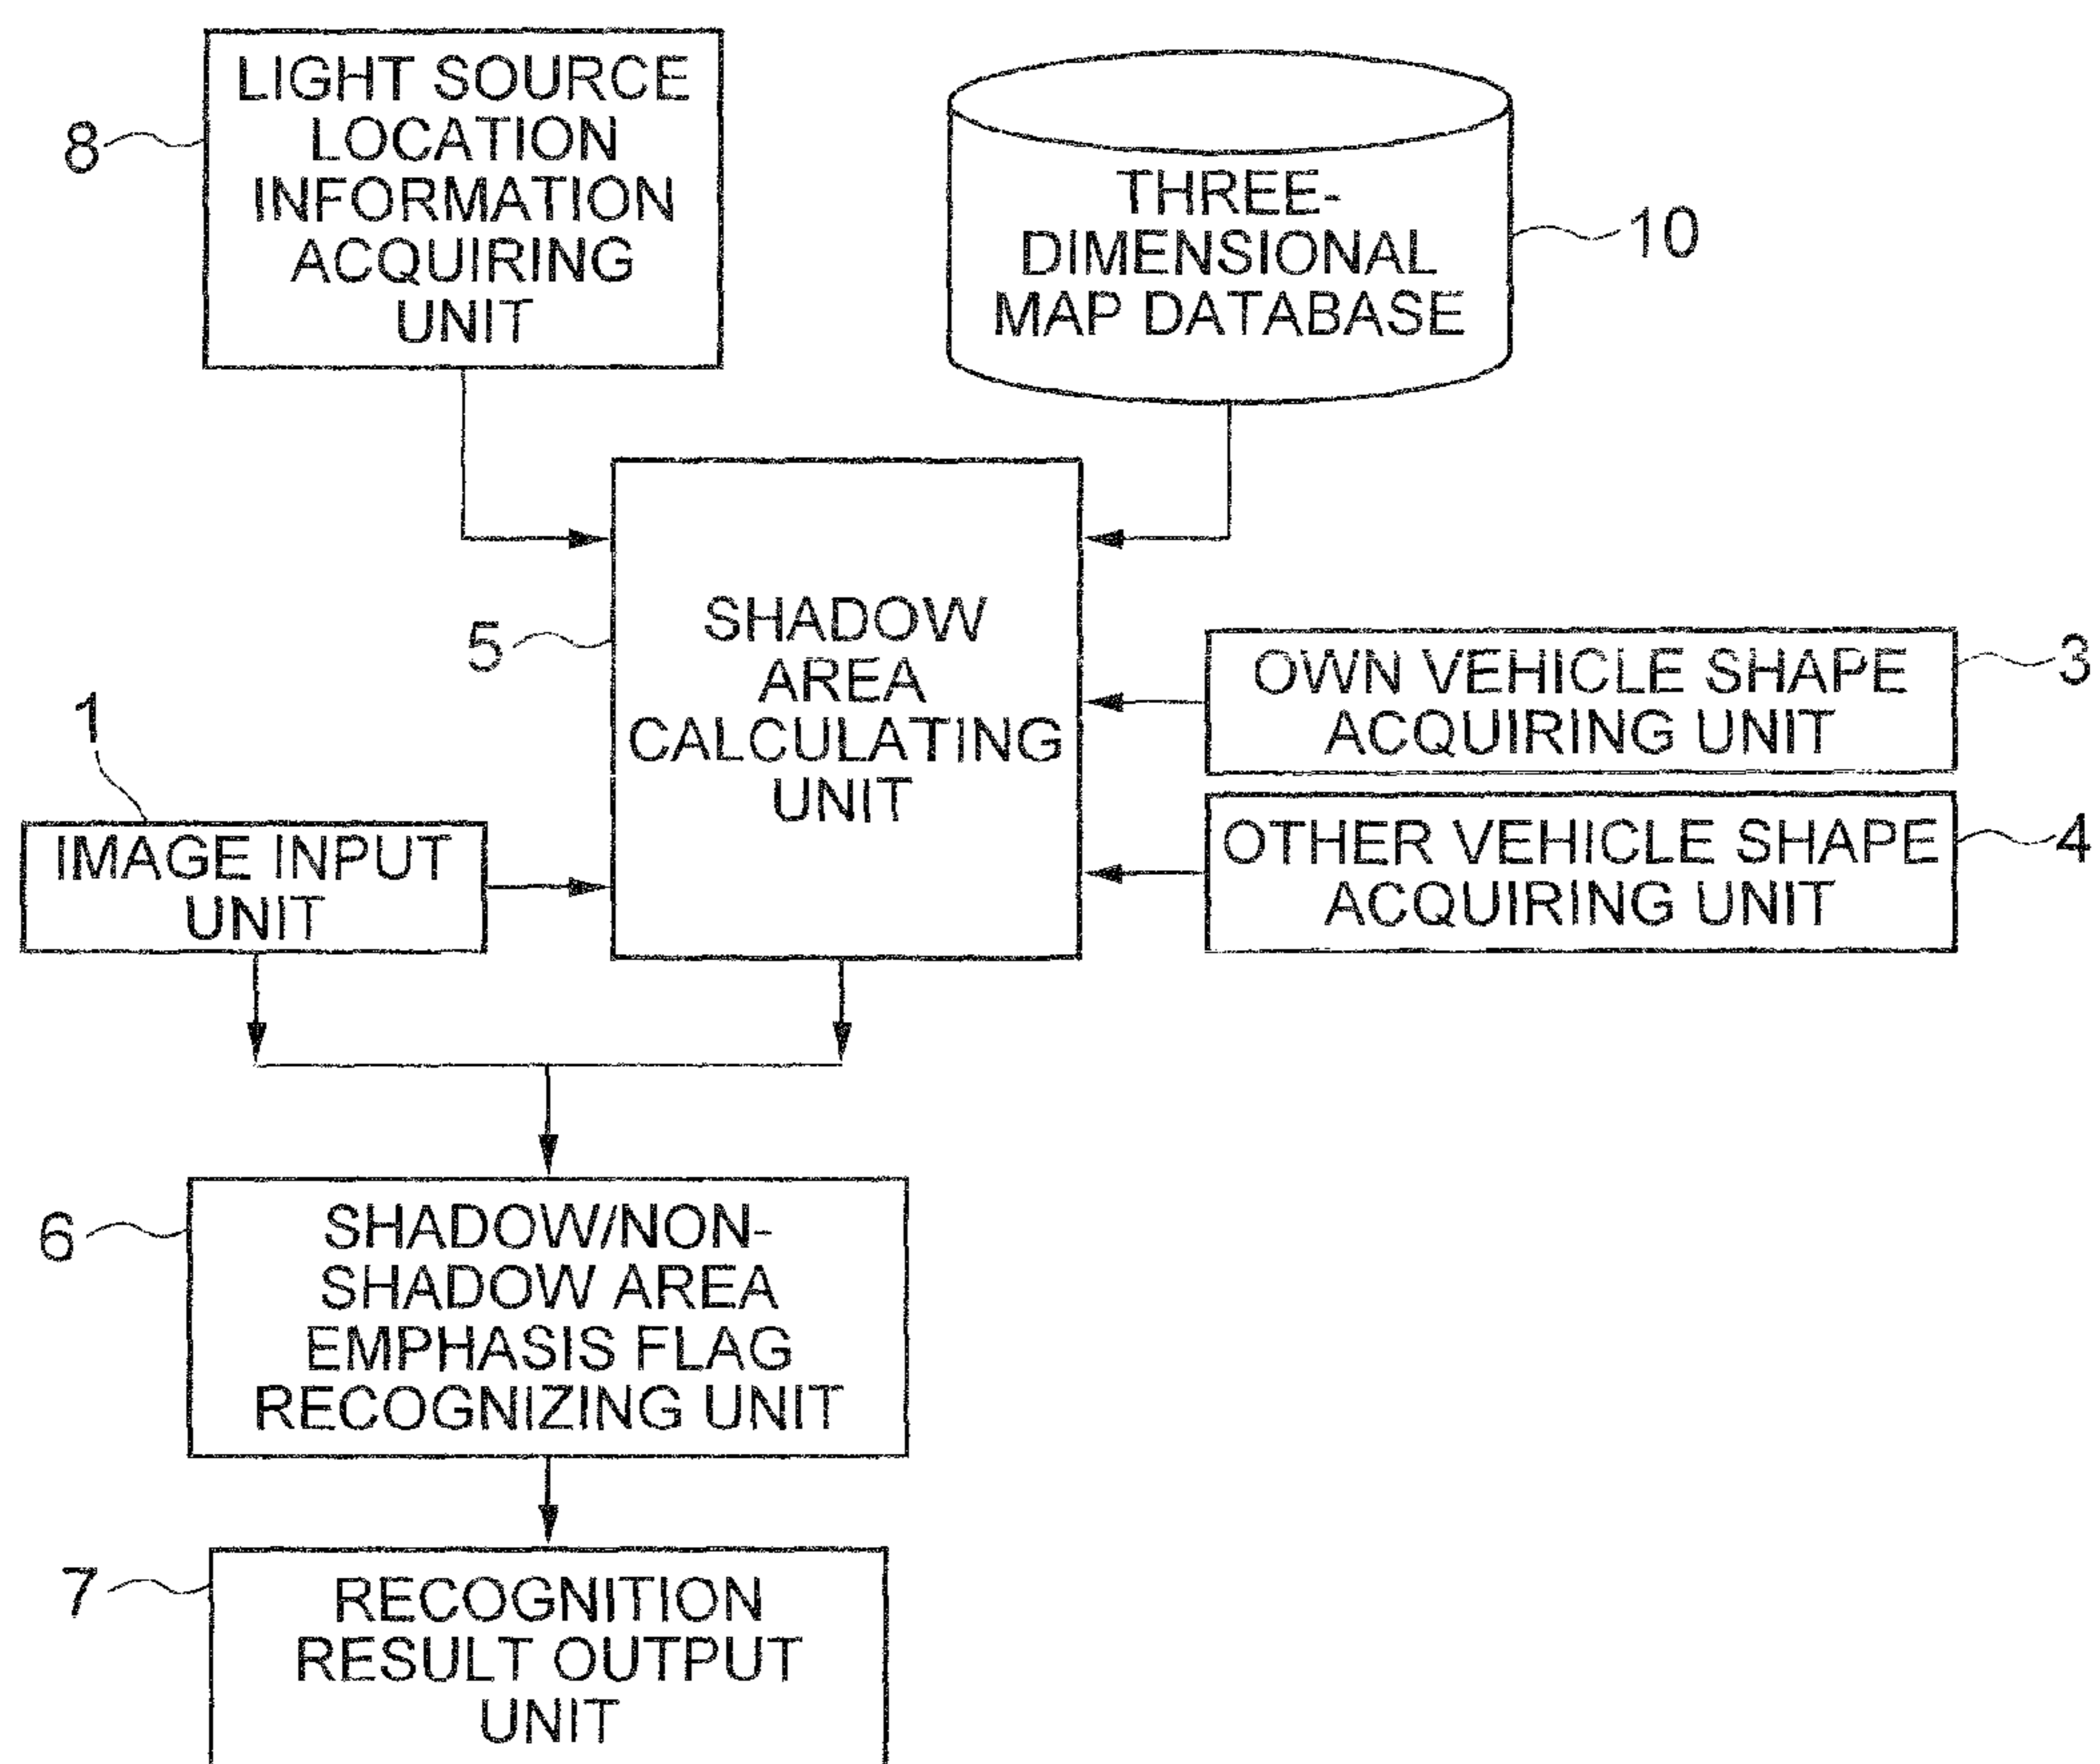 LIGHT SOURCE
LOCATION
INFORMATION
ACQUIRING
UNIT
8
THREE-
DIMENSIONAL
MAP DATABASE
10
SHADOW
AREA
CALCULATING
UNIT
5
OWN VEHICLE SHAPE
ACQUIRING UNIT
3
OTHER VEHICLE SHAPE
ACQUIRING UNIT
4
1
IMAGE INPUT
UNIT
6
SHADOW/NON-
SHADOW AREA
EMPHASIS FLAG
RECOGNIZING UNIT
7
RECOGNITION
RESULT OUTPUT
UNIT